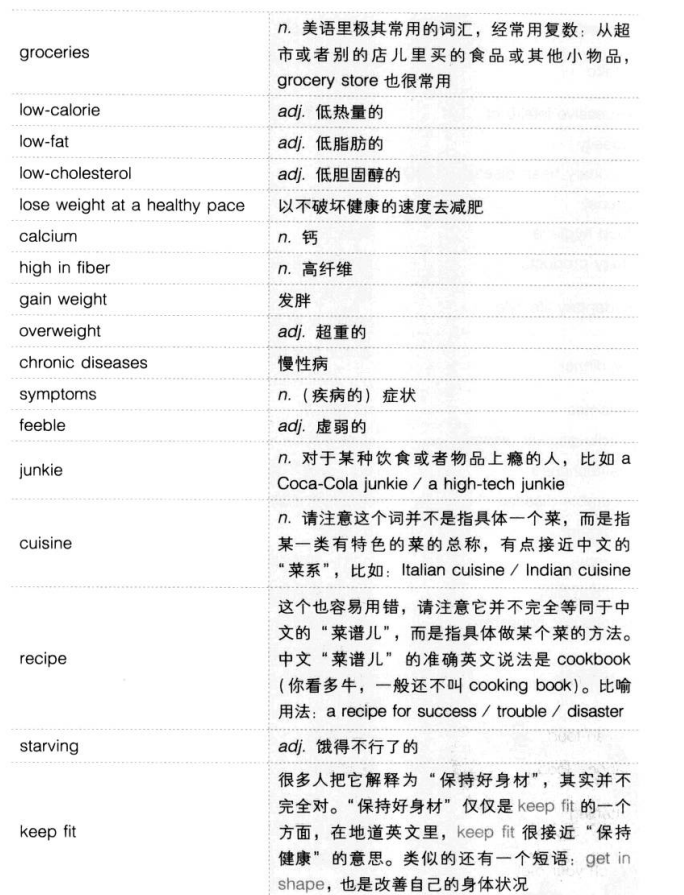 groceries
n. 美语里极其常用的词汇，经常用复数：从超
市或者别的店儿里买的食品或其他小物品，
grocery store 也很常用
low-calorie
adj. 低热量的
low-fat
adj. 低脂肪的
low-cholesterol
adj. 低胆固醇的
lose weight at a healthy pace
以不破坏健康的速度去减肥
calcium
n. 钙
high in fiber
n. 高纤维
gain weight
发胖
overweight
adj. 超重的
chronic diseases
慢性病
symptoms
n.（疾病的）症状
feeble
adj. 虚弱的
junkie
n. 对于某种饮食或者物品上瘾的人，比如 a
Coca-Cola junkie / a high-tech junkie
cuisine
n. 请注意这个词并不是指具体一个菜，而是指
某一类有特色的菜的总称，有点接近中文的
“菜系”，比如：Italian cuisine / Indian cuisine
recipe
这个也容易用错，请注意它并不完全等同于中
文的“菜谱儿”，而是指具体做某个菜的方法。
中文“菜谱儿”的准确英文说法是 cookbook
(你看多牛，一般还不叫 cooking book)。比喻
用法：a recipe for success / trouble / disaster
starving
adj. 饿得不行了的
keep fit
很多人把它解释为“保持好身材”，其实并不
完全对。“保持好身材”仅仅是 keep fit 的一个
方面，在地道英文里，keep fit 很接近“保持
健康”的意思。类似的还有一个短语：get in
shape，也是改善自己的身体状况